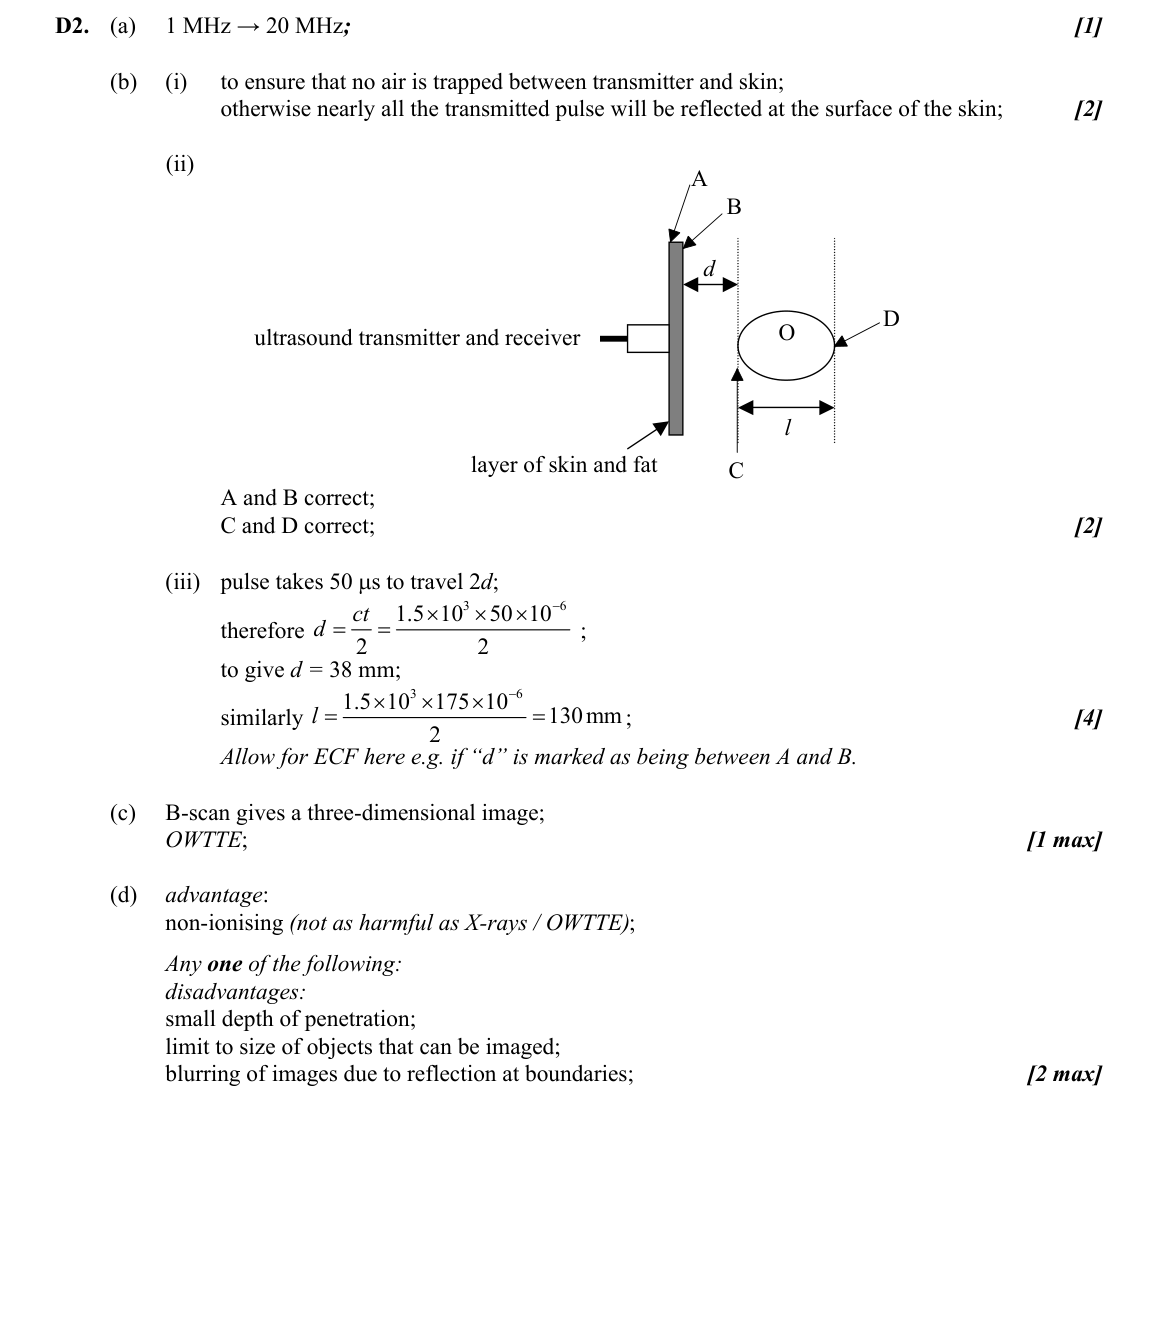 D2. (a) 1 MHz → 20 MHz; [1]
(b) (i) to ensure that no air is trapped between transmitter and skin;
otherwise nearly all the transmitted pulse will be reflected at the surface of the skin; [2]
(ii)
A
B
d
D
O
ultrasound transmitter and receiver
l
layer of skin and fat
C
A and B correct;
C and D correct; [2]
(iii) pulse takes 50 μs to travel 2d;
therefore d = ct/2 = 1.5×10³×50×10⁻⁶/2 ;
to give d = 38 mm;
similarly l = 1.5×10³×175×10⁻⁶/2 = 130 mm ; [4]
Allow for ECF here e.g. if “d” is marked as being between A and B.
(c) B-scan gives a three-dimensional image;
OWTTE; [1 max]
(d) advantage:
non-ionising (not as harmful as X-rays / OWTTE);
Any one of the following:
disadvantages:
small depth of penetration;
limit to size of objects that can be imaged;
blurring of images due to reflection at boundaries; [2 max]